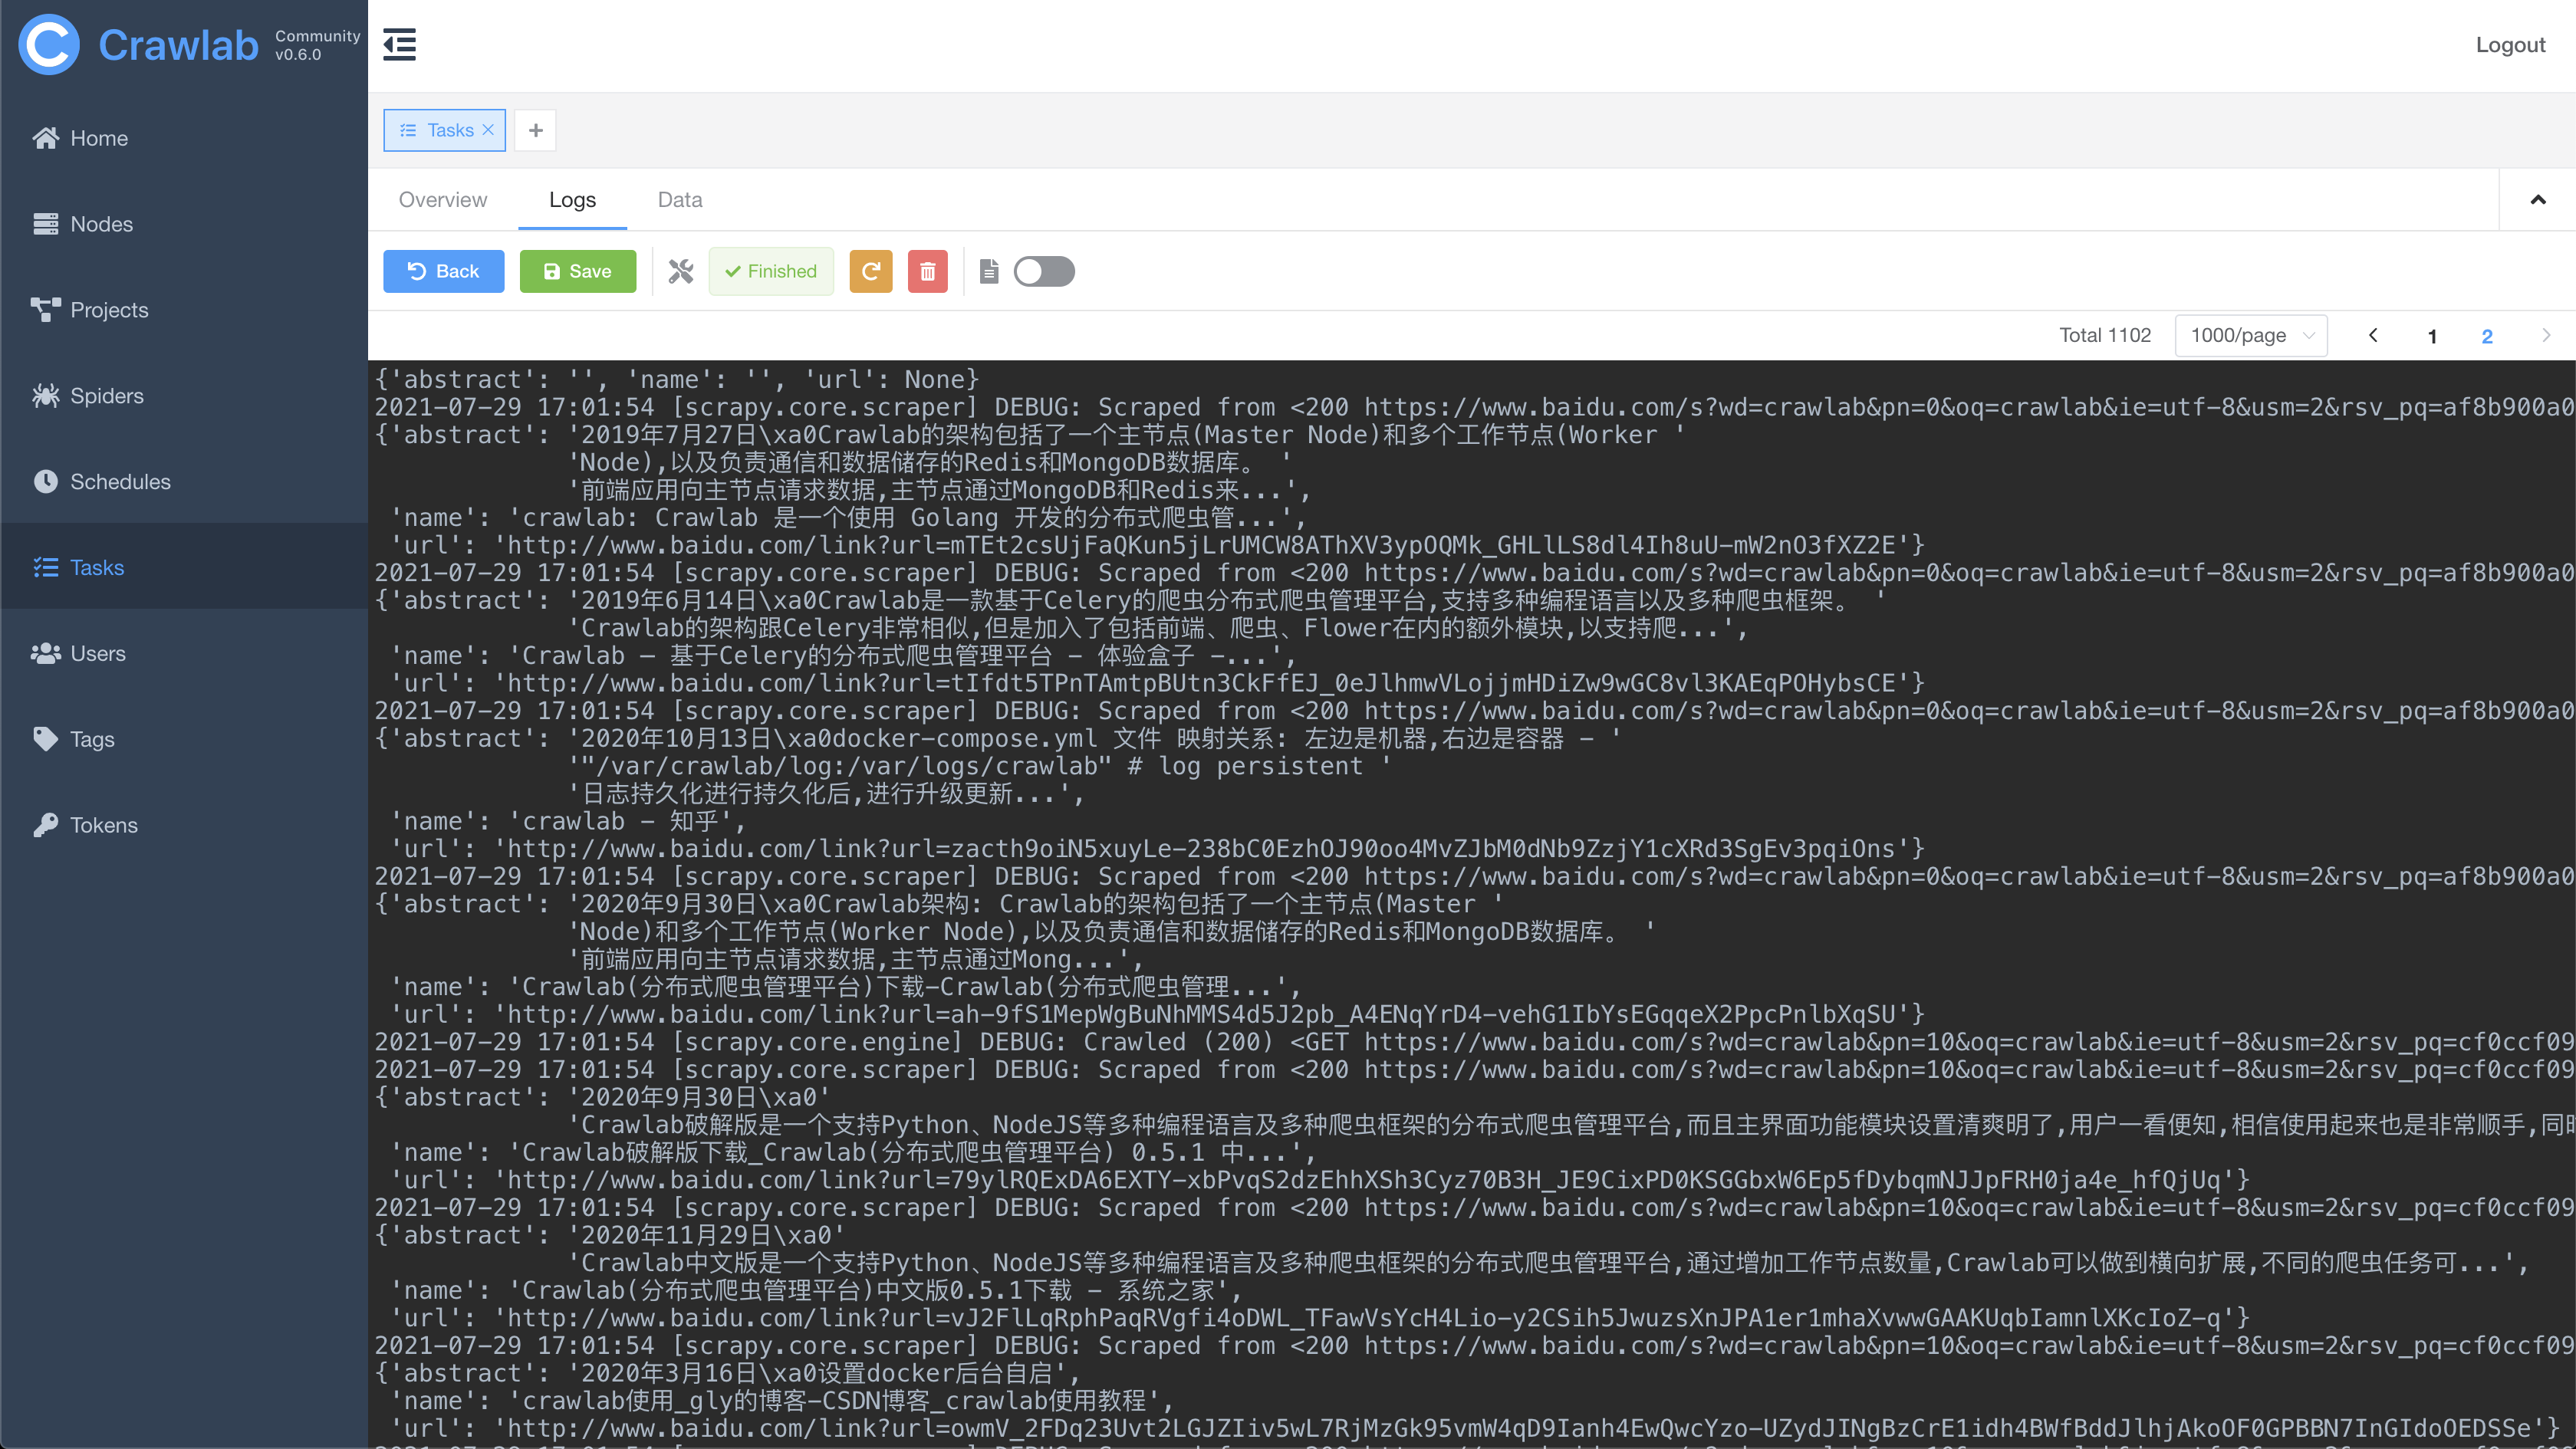 Crawlab Community v0.6.0
Logout
Home
Nodes
Projects
Spiders
Schedules
Tasks
Users
Tags
Tokens
Tasks
Overview Logs Data
Back Save Finished
Total 1102 1000/page 1 2
{'abstract': '', 'name': '', 'url': None}
2021-07-29 17:01:54 [scrapy.core.scraper] DEBUG: Scraped from <200 https://www.baidu.com/s?wd=crawlab&pn=0&oq=crawlab&ie=utf-8&usm=2&rsv_pq=af8b900a0
{'abstract': '2019年7月27日\xa0Crawlab的架构包括了一个主节点(Master Node)和多个工作节点(Worker '
'Node),以及负责通信和数据储存的Redis和MongoDB数据库。 '
'前端应用向主节点请求数据,主节点通过MongoDB和Redis来...',
'name': 'crawlab: Crawlab 是一个使用 Golang 开发的分布式爬虫管...',
'url': 'http://www.baidu.com/link?url=mTEt2csUjFaQKun5jLrUMCW8AThXV3ypOQMk_GHLlLS8dl4Ih8uU-mW2nO3fXZ2E'}
2021-07-29 17:01:54 [scrapy.core.scraper] DEBUG: Scraped from <200 https://www.baidu.com/s?wd=crawlab&pn=0&oq=crawlab&ie=utf-8&usm=2&rsv_pq=af8b900a0
{'abstract': '2019年6月14日\xa0Crawlab是一款基于Celery的爬虫分布式爬虫管理平台,支持多种编程语言以及多种爬虫框架。 '
'Crawlab的架构跟Celery非常相似,但是加入了包括前端、爬虫、Flower在内的额外模块,以支持爬...',
'name': 'Crawlab – 基于Celery的分布式爬虫管理平台 – 体验盒子 –...',
'url': 'http://www.baidu.com/link?url=tIfdt5TPnTAmtpBUtn3CkFfEJ_0eJlhmwVLojjmHDiZw9wGC8vl3KAEqPOHybsCE'}
2021-07-29 17:01:54 [scrapy.core.scraper] DEBUG: Scraped from <200 https://www.baidu.com/s?wd=crawlab&pn=0&oq=crawlab&ie=utf-8&usm=2&rsv_pq=af8b900a0
{'abstract': '2020年10月13日\xa0docker-compose.yml 文件 映射关系: 左边是机器,右边是容器 – '
'"/var/crawlab/log:/var/logs/crawlab" # log persistent '
'日志持久化进行持久化后,进行升级更新...',
'name': 'crawlab - 知乎',
'url': 'http://www.baidu.com/link?url=zacth9oiN5xuyLe-238bC0EzhOJ90oo4MvZJbM0dNb9ZzjY1cXRd3SgEv3pqiOns'}
2021-07-29 17:01:54 [scrapy.core.scraper] DEBUG: Scraped from <200 https://www.baidu.com/s?wd=crawlab&pn=0&oq=crawlab&ie=utf-8&usm=2&rsv_pq=af8b900a0
{'abstract': '2020年9月30日\xa0Crawlab架构: Crawlab的架构包括了一个主节点(Master '
'Node)和多个工作节点(Worker Node),以及负责通信和数据储存的Redis和MongoDB数据库。 '
'前端应用向主节点请求数据,主节点通过Mong...',
'name': 'Crawlab(分布式爬虫管理平台)下载-Crawlab(分布式爬虫管理...',
'url': 'http://www.baidu.com/link?url=ah-9fS1MepWgBuNhMMS4d5J2pb_A4ENqYrD4-vehG1IbYsEGqqeX2PpcPnlbXqSU'}
2021-07-29 17:01:54 [scrapy.core.engine] DEBUG: Crawled (200) <GET https://www.baidu.com/s?wd=crawlab&pn=10&oq=crawlab&ie=utf-8&usm=2&rsv_pq=cf0ccf09
2021-07-29 17:01:54 [scrapy.core.scraper] DEBUG: Scraped from <200 https://www.baidu.com/s?wd=crawlab&pn=10&oq=crawlab&ie=utf-8&usm=2&rsv_pq=cf0ccf09
{'abstract': '2020年9月30日\xa0'
'Crawlab破解版是一个支持Python、NodeJS等多种编程语言及多种爬虫框架的分布式爬虫管理平台,而且主界面功能模块设置清爽明了,用户一看便知,相信使用起来也是非常顺手,同时
'name': 'Crawlab破解版下载_Crawlab(分布式爬虫管理平台) 0.5.1 中...',
'url': 'http://www.baidu.com/link?url=79ylRQExDA6EXTY-xbPvqS2dzEhhXSh3Cyz70B3H_JE9CixPD0KSGGbxW6Ep5fDybqmNJJpFRH0ja4e_hfQjUq'}
2021-07-29 17:01:54 [scrapy.core.scraper] DEBUG: Scraped from <200 https://www.baidu.com/s?wd=crawlab&pn=10&oq=crawlab&ie=utf-8&usm=2&rsv_pq=cf0ccf09
{'abstract': '2020年11月29日\xa0'
'Crawlab中文版是一个支持Python、NodeJS等多种编程语言及多种爬虫框架的分布式爬虫管理平台,通过增加工作节点数量,Crawlab可以做到横向扩展,不同的爬虫任务可...',
'name': 'Crawlab(分布式爬虫管理平台)中文版0.5.1下载 - 系统之家',
'url': 'http://www.baidu.com/link?url=vJ2FlLqRphPaqRVgfi4oDWL_TFawVsYcH4Lio-y2CSih5JwuzsXnJPA1er1mhaXvwwGAAKUqbIamnlXKcIoZ-q'}
2021-07-29 17:01:54 [scrapy.core.scraper] DEBUG: Scraped from <200 https://www.baidu.com/s?wd=crawlab&pn=10&oq=crawlab&ie=utf-8&usm=2&rsv_pq=cf0ccf09
{'abstract': '2020年3月16日\xa0设置docker后台自启',
'name': 'crawlab使用_gly的博客-CSDN博客_crawlab使用教程',
'url': 'http://www.baidu.com/link?url=owmV_2FDq23Uvt2LGJZIiv5wL7RjMzGk95vmW4qD9Ianh4EwQwcYzo-UZydJINgBzCrE1idh4BWfBddJlhjAkoOF0GPBBN7InGIdoOEDSSe'}